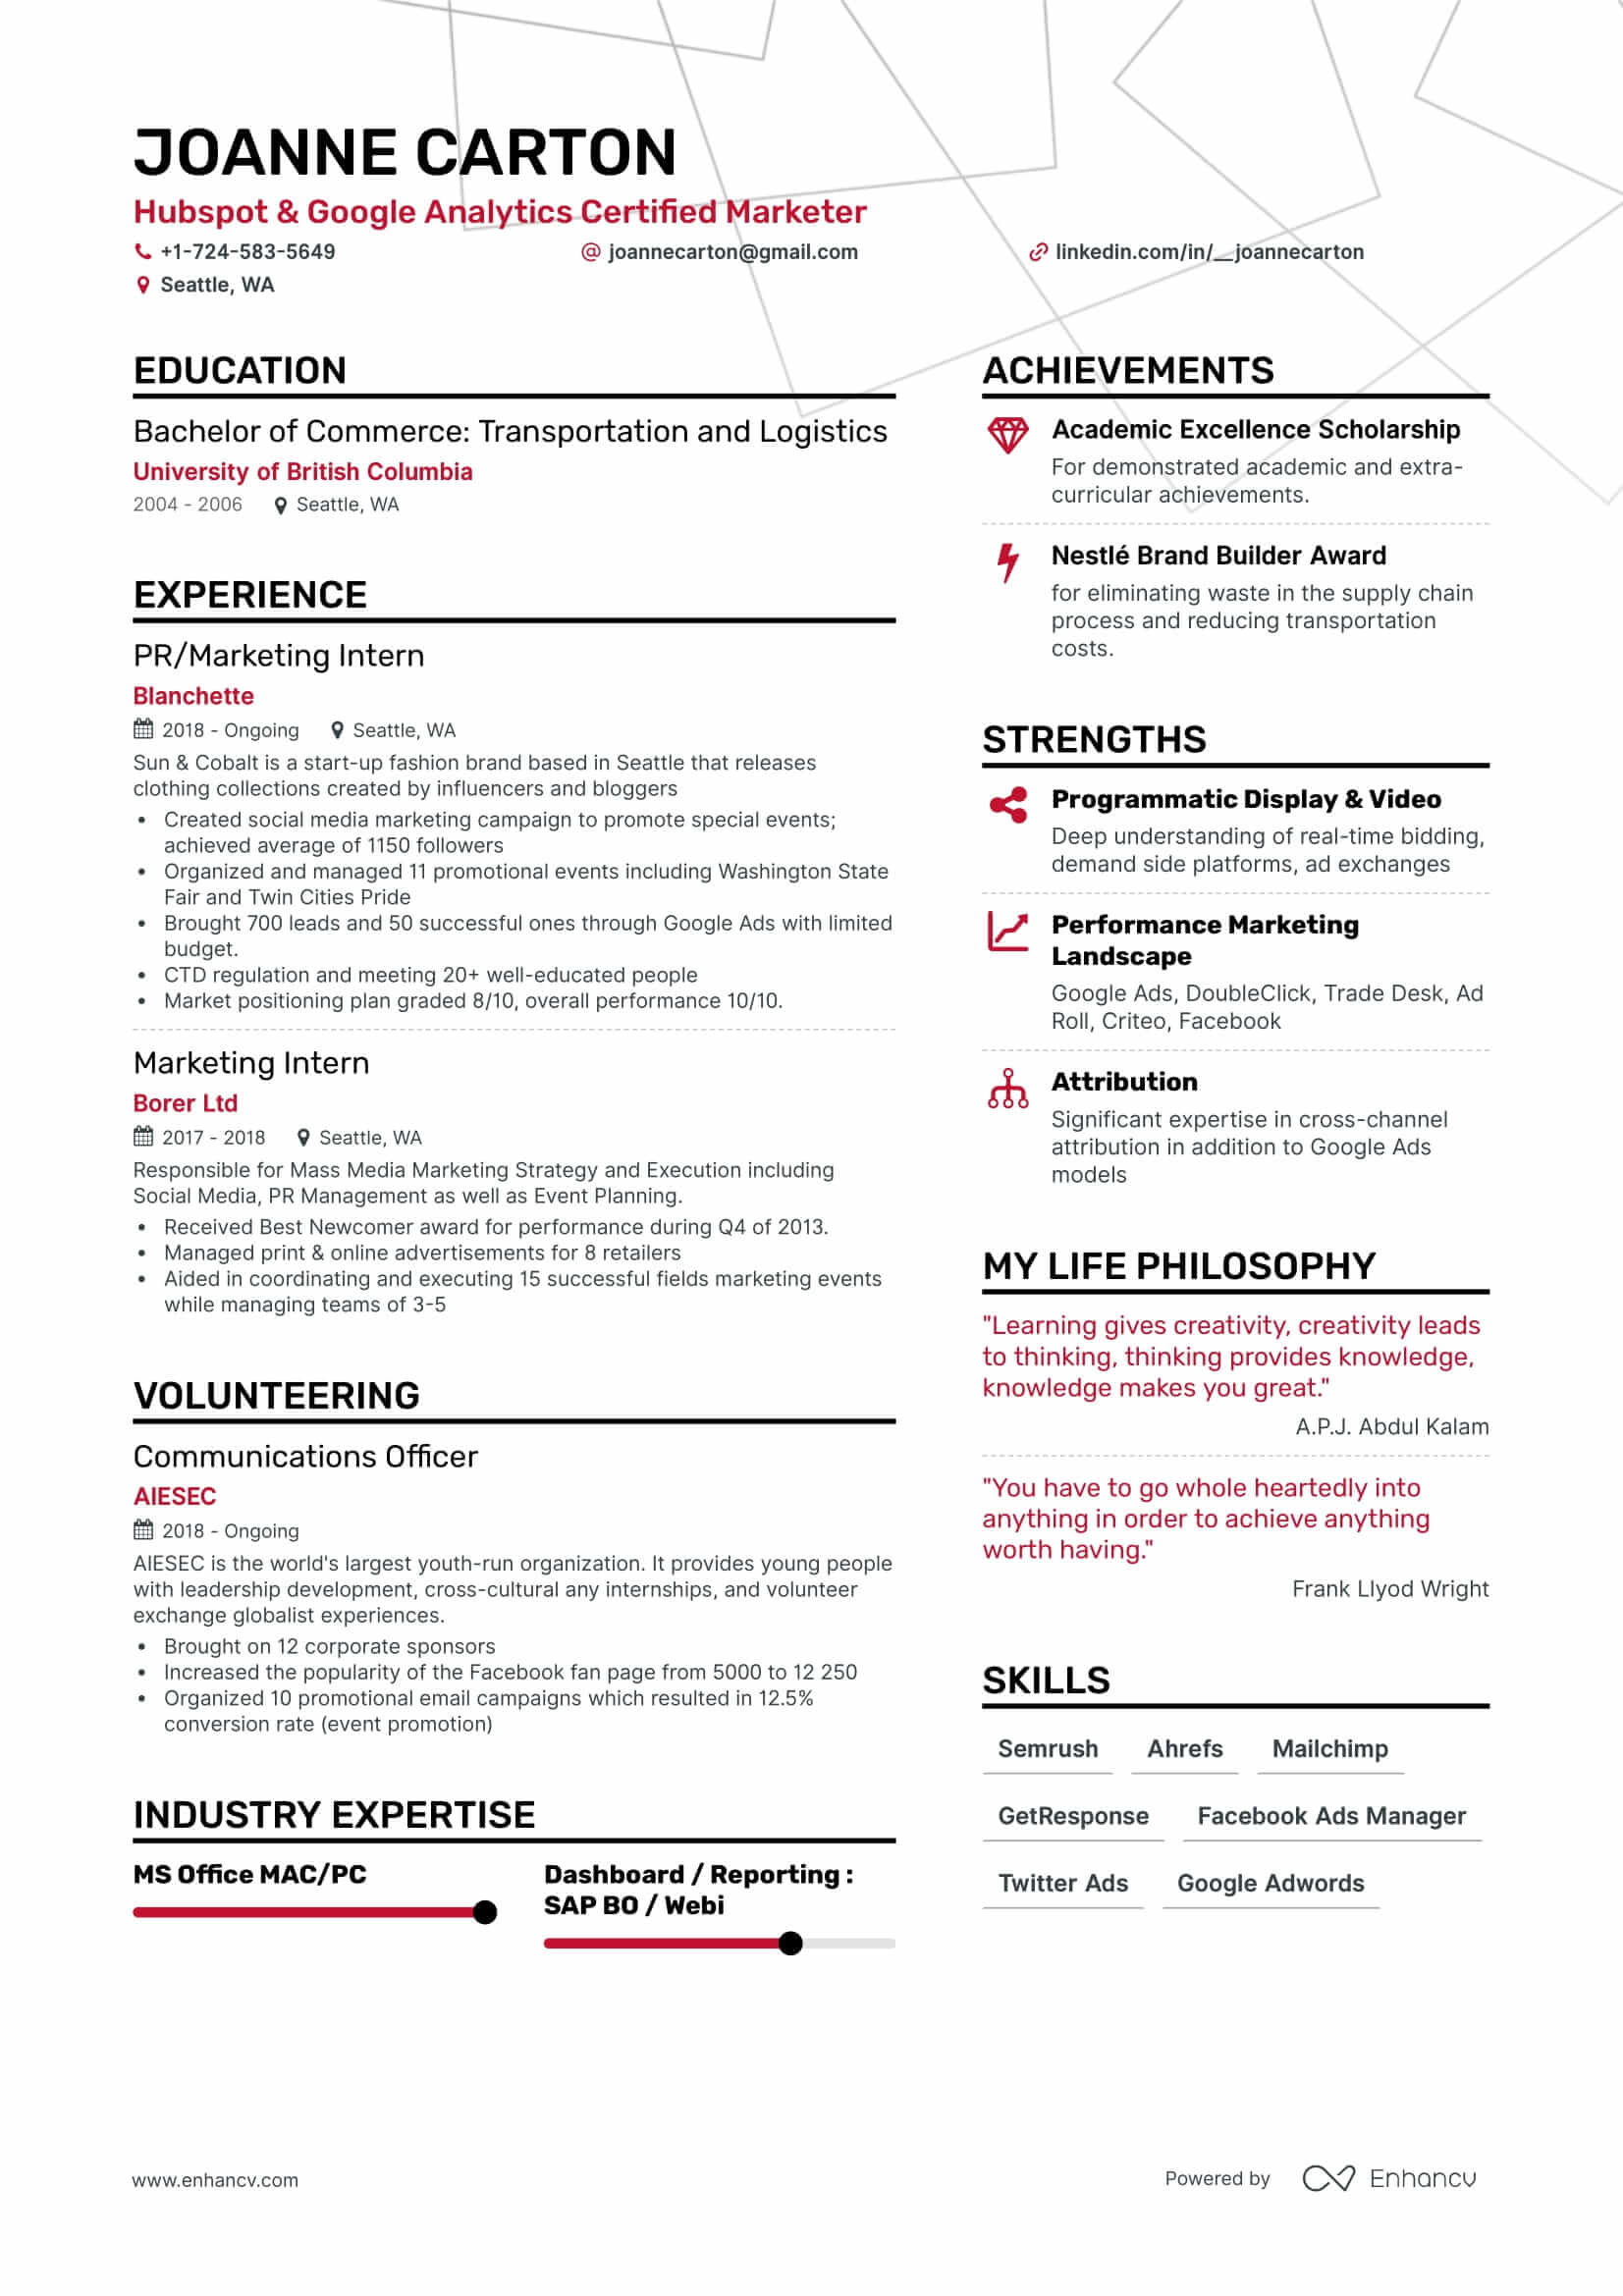 JOANNE CARTON
Hubspot & Google Analytics Certified Marketer
+1-724-583-5649
joannecarton@gmail.com
linkedin.com/in/__joannecarton
Seattle, WA
EDUCATION
Bachelor of Commerce: Transportation and Logistics
University of British Columbia
2004 - 2006 Seattle, WA
EXPERIENCE
PR/Marketing Intern
Blanchette
2018 - Ongoing Seattle, WA
Sun & Cobalt is a start-up fashion brand based in Seattle that releases
clothing collections created by influencers and bloggers
• Created social media marketing campaign to promote special events;
achieved average of 1150 followers
• Organized and managed 11 promotional events including Washington State
Fair and Twin Cities Pride
• Brought 700 leads and 50 successful ones through Google Ads with limited
budget.
• CTD regulation and meeting 20+ well-educated people
• Market positioning plan graded 8/10, overall performance 10/10.
Marketing Intern
Borer Ltd
2017 - 2018 Seattle, WA
Responsible for Mass Media Marketing Strategy and Execution including
Social Media, PR Management as well as Event Planning.
• Received Best Newcomer award for performance during Q4 of 2013.
• Managed print & online advertisements for 8 retailers
• Aided in coordinating and executing 15 successful fields marketing events
while managing teams of 3-5
VOLUNTEERING
Communications Officer
AIESEC
2018 - Ongoing
AIESEC is the world's largest youth-run organization. It provides young people
with leadership development, cross-cultural any internships, and volunteer
exchange globalist experiences.
• Brought on 12 corporate sponsors
• Increased the popularity of the Facebook fan page from 5000 to 12 250
• Organized 10 promotional email campaigns which resulted in 12.5%
conversion rate (event promotion)
INDUSTRY EXPERTISE
MS Office MAC/PC
Dashboard / Reporting :
SAP BO / Webi
ACHIEVEMENTS
Academic Excellence Scholarship
For demonstrated academic and extra-
curricular achievements.
Nestlé Brand Builder Award
for eliminating waste in the supply chain
process and reducing transportation
costs.
STRENGTHS
Programmatic Display & Video
Deep understanding of real-time bidding,
demand side platforms, ad exchanges
Performance Marketing
Landscape
Google Ads, DoubleClick, Trade Desk, Ad
Roll, Criteo, Facebook
Attribution
Significant expertise in cross-channel
attribution in addition to Google Ads
models
MY LIFE PHILOSOPHY
"Learning gives creativity, creativity leads
to thinking, thinking provides knowledge,
knowledge makes you great."
A.P.J. Abdul Kalam
"You have to go whole heartedly into
anything in order to achieve anything
worth having."
Frank Llyod Wright
SKILLS
Semrush Ahrefs Mailchimp
GetResponse Facebook Ads Manager
Twitter Ads Google Adwords
www.enhancv.com
Powered by Enhancv